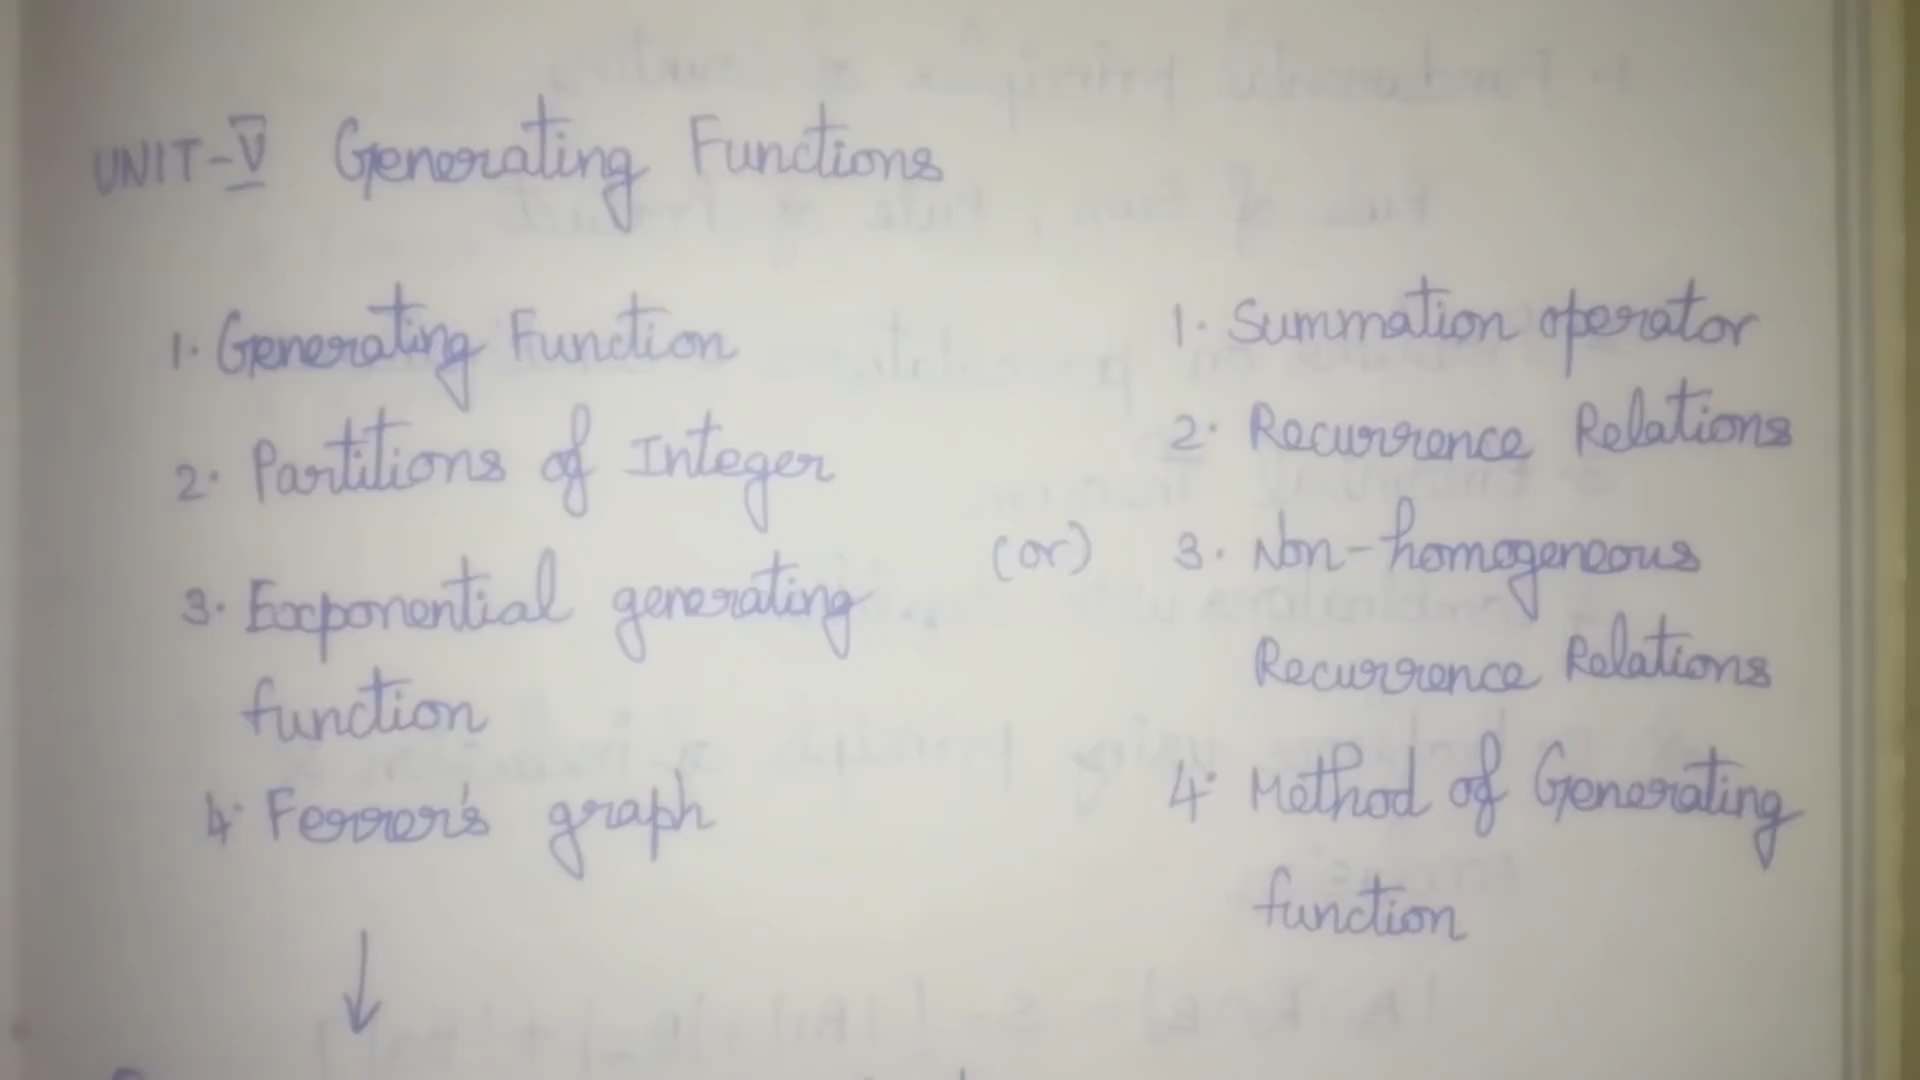 UNIT-V Generating Functions
1. Generating Function
2. Partitions of Integer
3. Exponential generating
function
4. Ferrer's graph
(or)
1. Summation operator
2. Recurrence Relations
3. Non-homogeneous
Recurrence Relations
4. Method of Generating
function